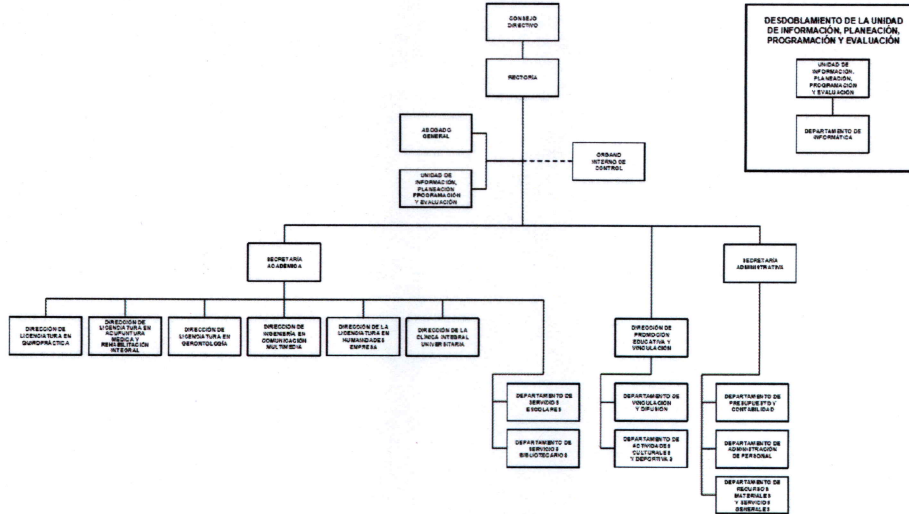 CONSEJO
DIRECTIVO
RECTORÍA
ABOGADO
GENERAL
UNIDAD DE
INFORMACIÓN,
PLANEACIÓN
PROGRAMACIÓN
Y EVALUACIÓN
ÓRGANO
INTERNO DE
CONTROL
DESDOBLAMIENTO DE LA UNIDAD
DE INFORMACIÓN, PLANEACIÓN,
PROGRAMACIÓN Y EVALUACIÓN
UNIDAD DE
INFORMACIÓN,
PLANEACIÓN,
PROGRAMACIÓN
Y EVALUACIÓN
DEPARTAMENTO DE
INFORMÁTICA
SECRETARÍA
ACADÉMICA
SECRETARÍA
ADMINISTRATIVA
DIRECCIÓN DE
LICENCIATURA EN
QUIROPRÁCTICA
DIRECCIÓN DE
LICENCIATURA EN
ACUPUNTURA
MÉDICA Y
REHABILITACIÓN
INTEGRAL
DIRECCIÓN DE
LICENCIATURA EN
GERONTOLOGÍA
DIRECCIÓN DE
INGENIERÍA EN
COMUNICACIÓN
MULTIMEDIA
DIRECCIÓN DE LA
LICENCIATURA EN
HUMANIDADES
EMPRESA
DIRECCIÓN DE LA
CLÍNICA INTEGRAL
UNIVERSITARIA
DIRECCIÓN DE
PROMOCIÓN
EDUCATIVA Y
VINCULACIÓN
DEPARTAMENTO DE
SERVICIOS
ESCOLARES
DEPARTAMENTO DE
SERVICIOS
BIBLIOTECARIOS
DEPARTAMENTO DE
VINCULACIÓN
Y DIFUSIÓN
DEPARTAMENTO DE
ACTIVIDADES
CULTURALES
Y DEPORTIVAS
DEPARTAMENTO DE
PRESUPUESTO Y
CONTABILIDAD
DEPARTAMENTO DE
ADMINISTRACIÓN
DE PERSONAL
DEPARTAMENTO DE
RECURSOS
MATERIALES
Y SERVICIOS
GENERALES